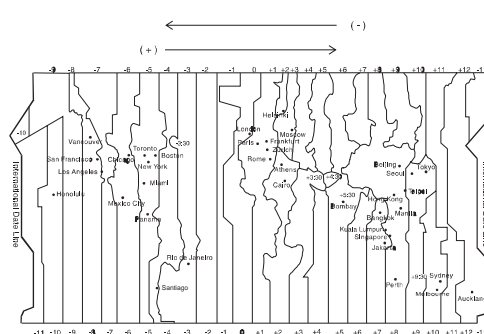 (-)
(+)
-9 -8 -7 -6 -5 -4 -3 -2 -1 0 +1 +2 +3 +4 +5 +6 +7 +8 +9 +10 +11 +12
-10
Helsinki
London
Moscow
Vancouver
-3:30
Paris
Frankfurt
Toronto
Zurich
San Francisco
Chicago
Boston
New York
Rome
Beijing
Tokyo
Los Angeles
Athens
Seoul
Miami
Cairo
+3:30
+4:30
Honolulu
Mexico City
+5:30
Bombay
Hong Kong
Taipei
Panama
Bangkok
Manila
Kuala Lumpur
Singapore
Jakarta
Rio de Janeiro
Santiago
Perth
+9:30
Sydney
Melbourne
Auckland
International Date Line
-11 -10 -9 -8 -7 -6 -5 -4 -3 -2 -1 0 +1 +2 +3 +4 +5 +6 +7 +8 +9 +10 +11 +12